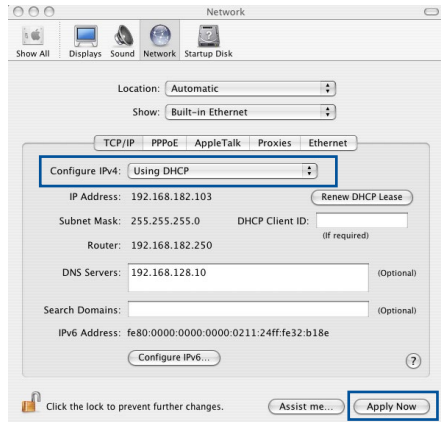 Network
Show All Displays Sound Network Startup Disk
Location: Automatic
Show: Built-in Ethernet
TCP/IP PPPoE AppleTalk Proxies Ethernet
Configure IPv4: Using DHCP
IP Address: 192.168.182.103 Renew DHCP Lease
Subnet Mask: 255.255.255.0 DHCP Client ID:
(If required)
Router: 192.168.182.250
DNS Servers: 192.168.128.10 (Optional)
Search Domains: (Optional)
IPv6 Address: fe80:0000:0000:0000:0211:24ff:fe32:b18e
Configure IPv6... ?
Click the lock to prevent further changes. Assist me... Apply Now